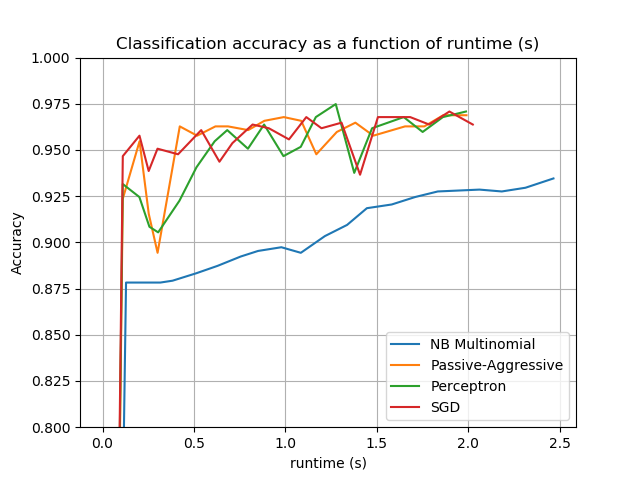 Classification accuracy as a function of runtime (s)
1.000
0.975
0.950
0.925
0.900
0.875
0.850
0.825
0.800
Accuracy
NB Multinomial
Passive-Aggressive
Perceptron
SGD
0.0 0.5 1.0 1.5 2.0 2.5
runtime (s)